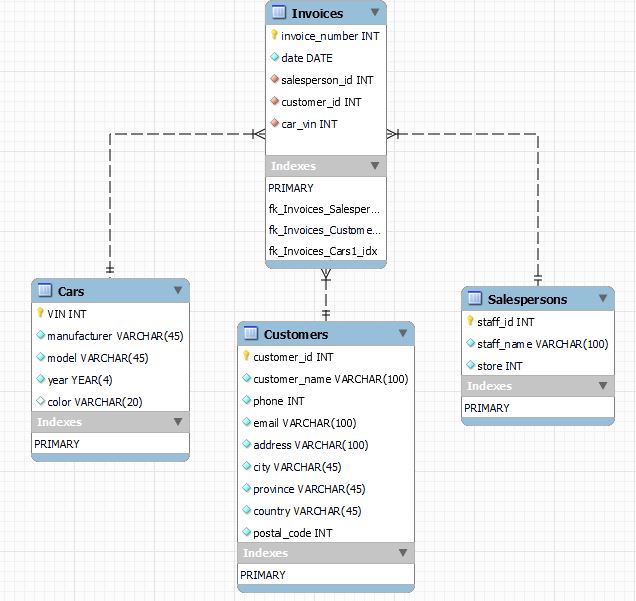 Invoices
invoice_number INT
date DATE
salesperson_id INT
customer_id INT
car_vin INT
Indexes
PRIMARY
fk_Invoices_Salesper...
fk_Invoices_Custome...
fk_Invoices_Cars1_idx
Cars
VIN INT
manufacturer VARCHAR(45)
model VARCHAR(45)
year YEAR(4)
color VARCHAR(20)
Indexes
PRIMARY
Customers
customer_id INT
customer_name VARCHAR(100)
phone INT
email VARCHAR(100)
address VARCHAR(100)
city VARCHAR(45)
province VARCHAR(45)
country VARCHAR(45)
postal_code INT
Indexes
PRIMARY
Salespersons
staff_id INT
staff_name VARCHAR(100)
store INT
Indexes
PRIMARY